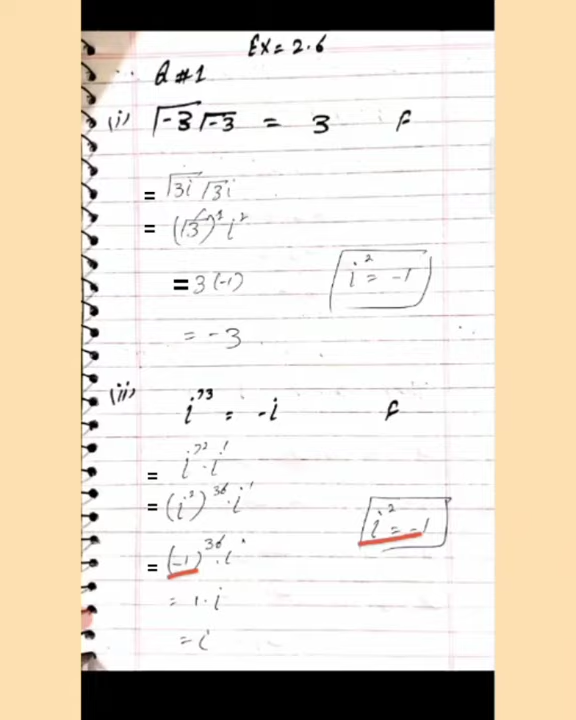 Ex = 2.6
Q #1
(i) √-3 √-3 = 3 F
= √3i √3i
= (√3)² i²
= 3(-1) i² = -1
= -3
(ii) i⁷³ = -i F
= i⁷² · i¹
= (i²)³⁶ · i¹
= (-1)³⁶ · i i² = -1
= 1 · i
= i